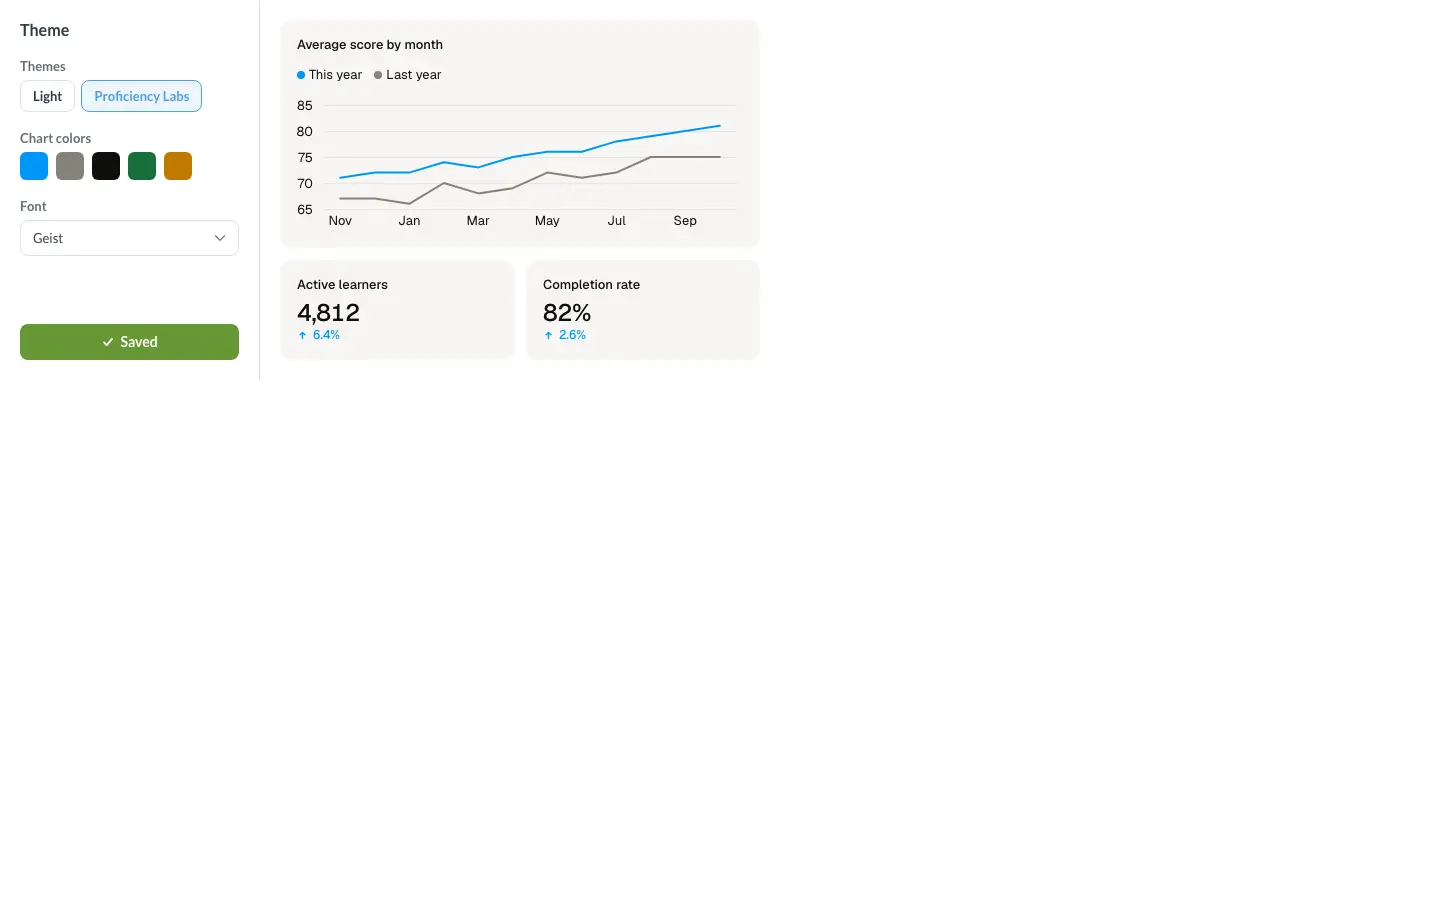 Theme
Themes
Light
Proficiency Labs
Chart colors
Font
Geist
Saved
Average score by month
This year
Last year
85
80
75
70
65
Nov Jan Mar May Jul Sep
Active learners
4,812
↑ 6.4%
Completion rate
82%
↑ 2.6%